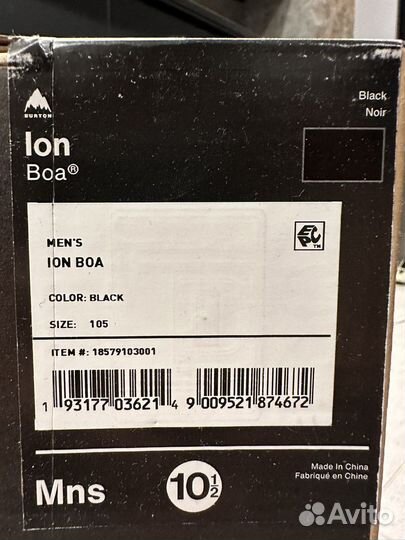 BURTON
Ion
Boa®
Black
Noir
MEN'S
ION BOA
EPC™
COLOR: BLACK
SIZE: 105
ITEM #: 18579103001
1 93177 03621 4 9 009521 874672
Mns
10½
Made In China
Fabriqué en Chine
Avito